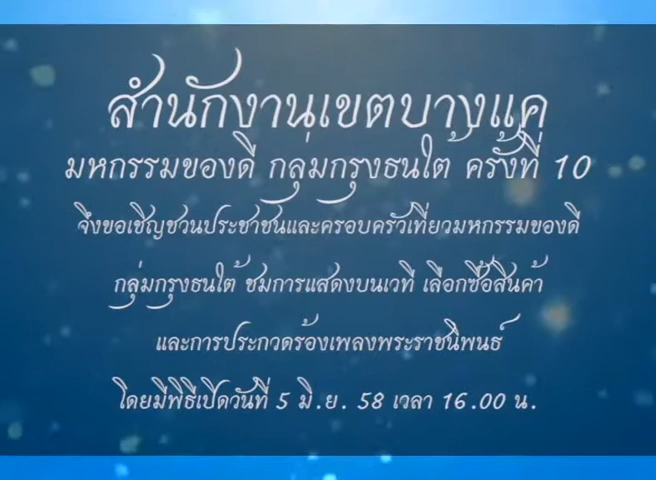 สำนักงานเขตบางแค
มหกรรมของดี กลุ่มกรุงธนใต้ ครั้งที่ 10
จึงขอเชิญชวนประชาชนและครอบครัวเที่ยวมหกรรมของดี
กลุ่มกรุงธนใต้ ชมการแสดงบนเวที เลือกซื้อสินค้า
และการประกวดร้องเพลงพระราชนิพนธ์
โดยมีพิธีเปิดวันที่ 5 มิ.ย. 58 เวลา 16.00 น.